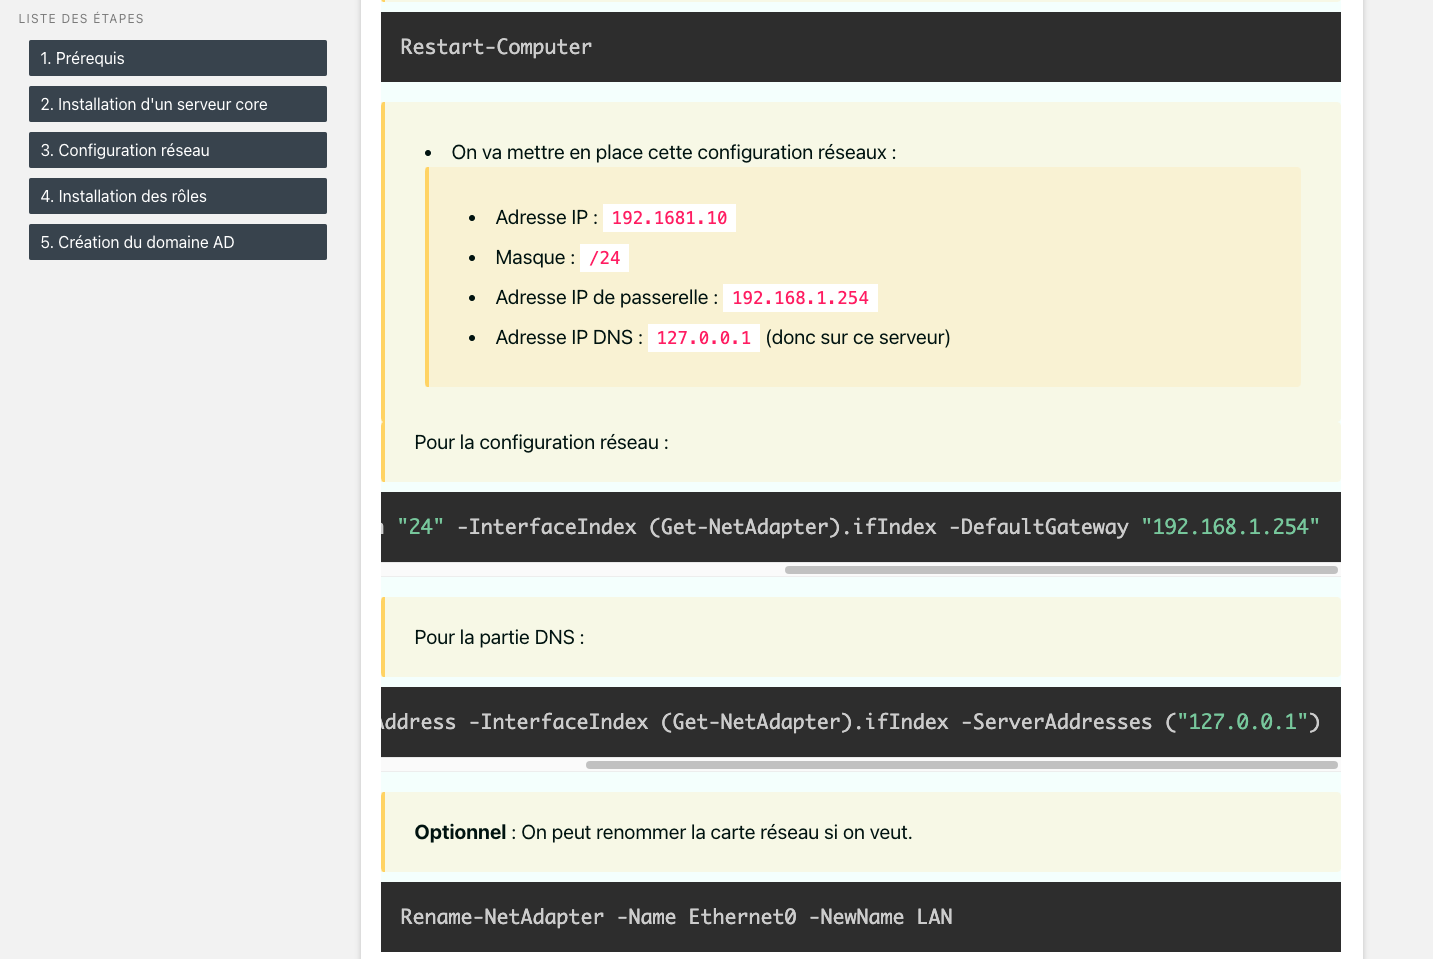 LISTE DES ÉTAPES
1. Prérequis
2. Installation d'un serveur core
3. Configuration réseau
4. Installation des rôles
5. Création du domaine AD
Restart-Computer
• On va mettre en place cette configuration réseaux :
• Adresse IP : 192.1681.10
• Masque : /24
• Adresse IP de passerelle : 192.168.1.254
• Adresse IP DNS : 127.0.0.1 (donc sur ce serveur)
Pour la configuration réseau :
"24" -InterfaceIndex (Get-NetAdapter).ifIndex -DefaultGateway "192.168.1.254"
Pour la partie DNS :
Address -InterfaceIndex (Get-NetAdapter).ifIndex -ServerAddresses ("127.0.0.1")
Optionnel : On peut renommer la carte réseau si on veut.
Rename-NetAdapter -Name Ethernet0 -NewName LAN